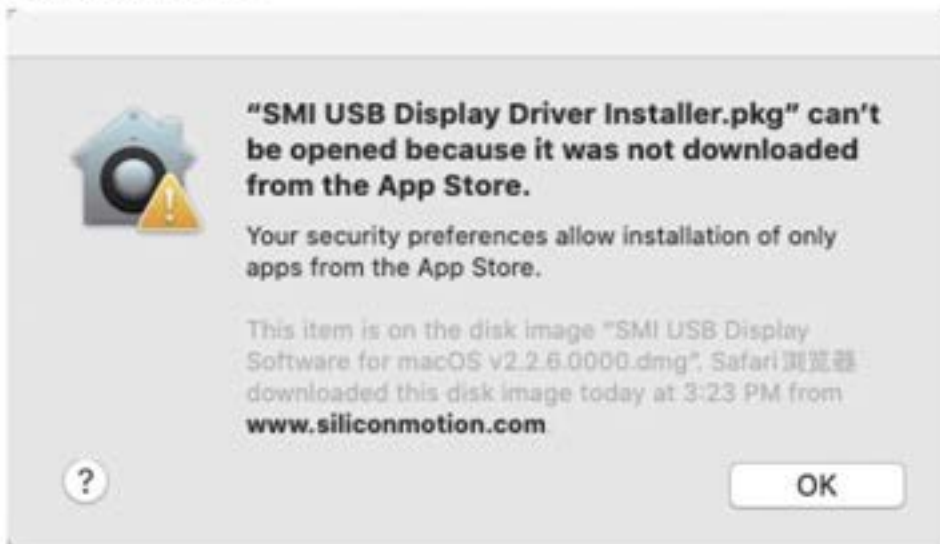 “SMI USB Display Driver Installer.pkg” can’t
be opened because it was not downloaded
from the App Store.
Your security preferences allow installation of only
apps from the App Store.
This item is on the disk image “SMI USB Display
Software for macOS v2.2.6.0000.dmg”. Safari浏览器
downloaded this disk image today at 3:23 PM from
www.siliconmotion.com
?
OK